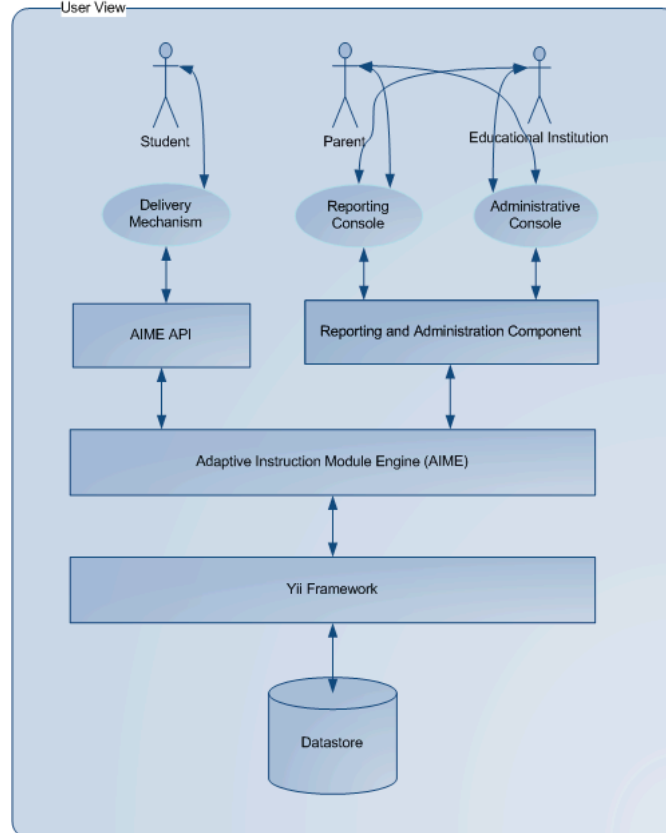 User View
Student
Parent
Educational Institution
Delivery
Mechanism
Reporting
Console
Administrative
Console
AIME API
Reporting and Administration Component
Adaptive Instruction Module Engine (AIME)
Yii Framework
Datastore